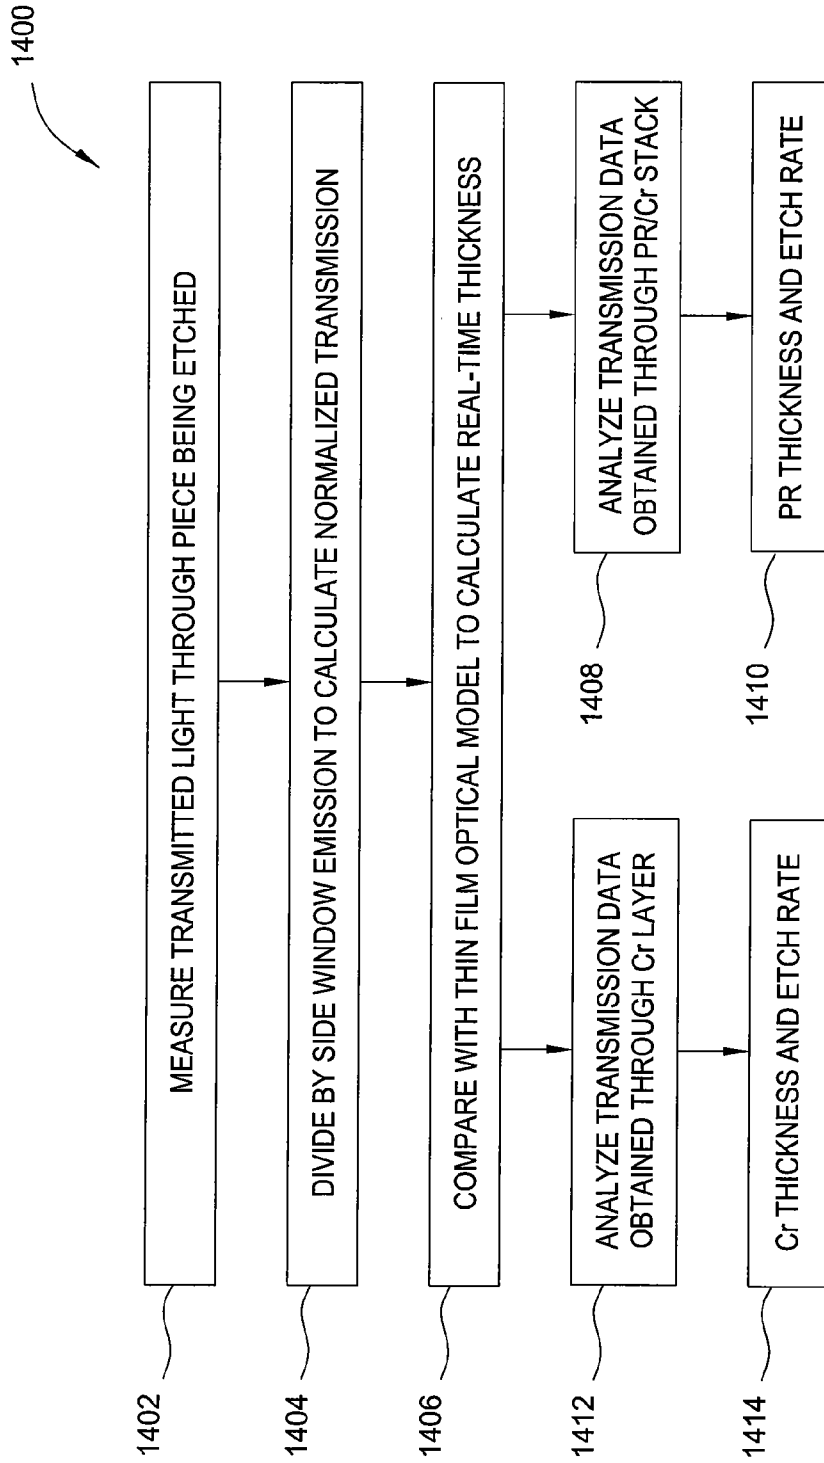 1400
1402
MEASURE TRANSMITTED LIGHT THROUGH PIECE BEING ETCHED
1404
DIVIDE BY SIDE WINDOW EMISSION TO CALCULATE NORMALIZED TRANSMISSION
1406
COMPARE WITH THIN FILM OPTICAL MODEL TO CALCULATE REAL-TIME THICKNESS
1412
ANALYZE TRANSMISSION DATA
OBTAINED THROUGH Cr LAYER
1408
ANALYZE TRANSMISSION DATA
OBTAINED THROUGH PR/Cr STACK
1414
Cr THICKNESS AND ETCH RATE
1410
PR THICKNESS AND ETCH RATE